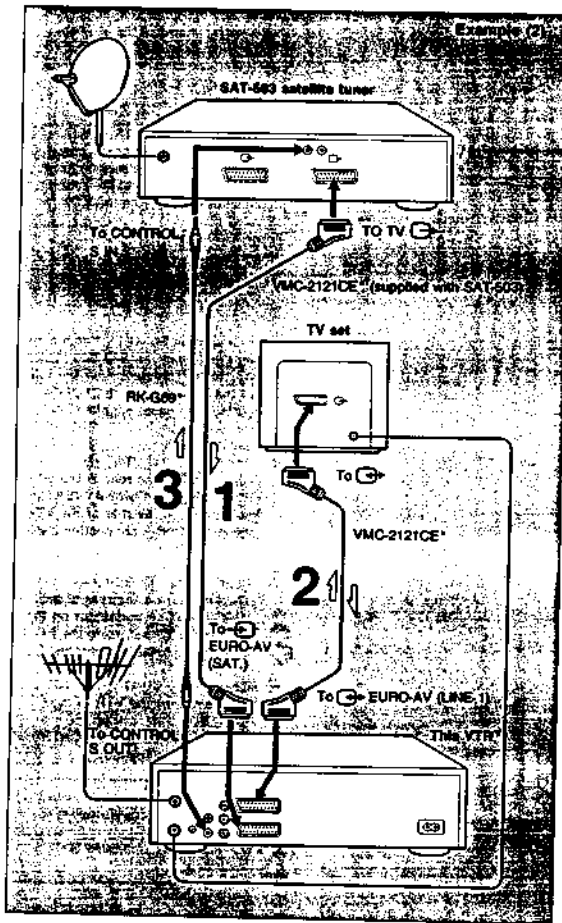 Example (2)
SAT-503 satellite tuner
To CONTROL
S IN
TO TV
VMC-2121CE* (supplied with SAT-503)
TV set
RK-G69*
3
1
To
VMC-2121CE*
2
To
EURO-AV
(SAT.)
To EURO-AV (LINE-1)
To CONTROL
S OUT
This VTR